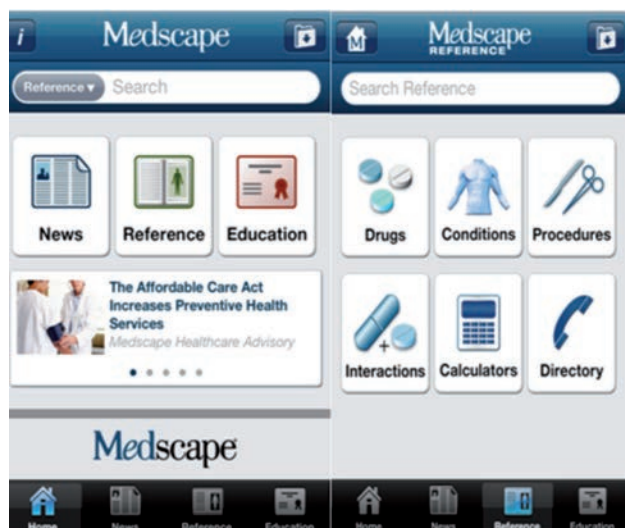 i
Medscape
Reference ▾ Search
News Reference Education
The Affordable Care Act
Increases Preventive Health
Services
Medscape Healthcare Advisory
Medscape
Home News Reference Education
M
Medscape
REFERENCE
Search Reference
Drugs Conditions Procedures
Interactions Calculators Directory
Home News Reference Education